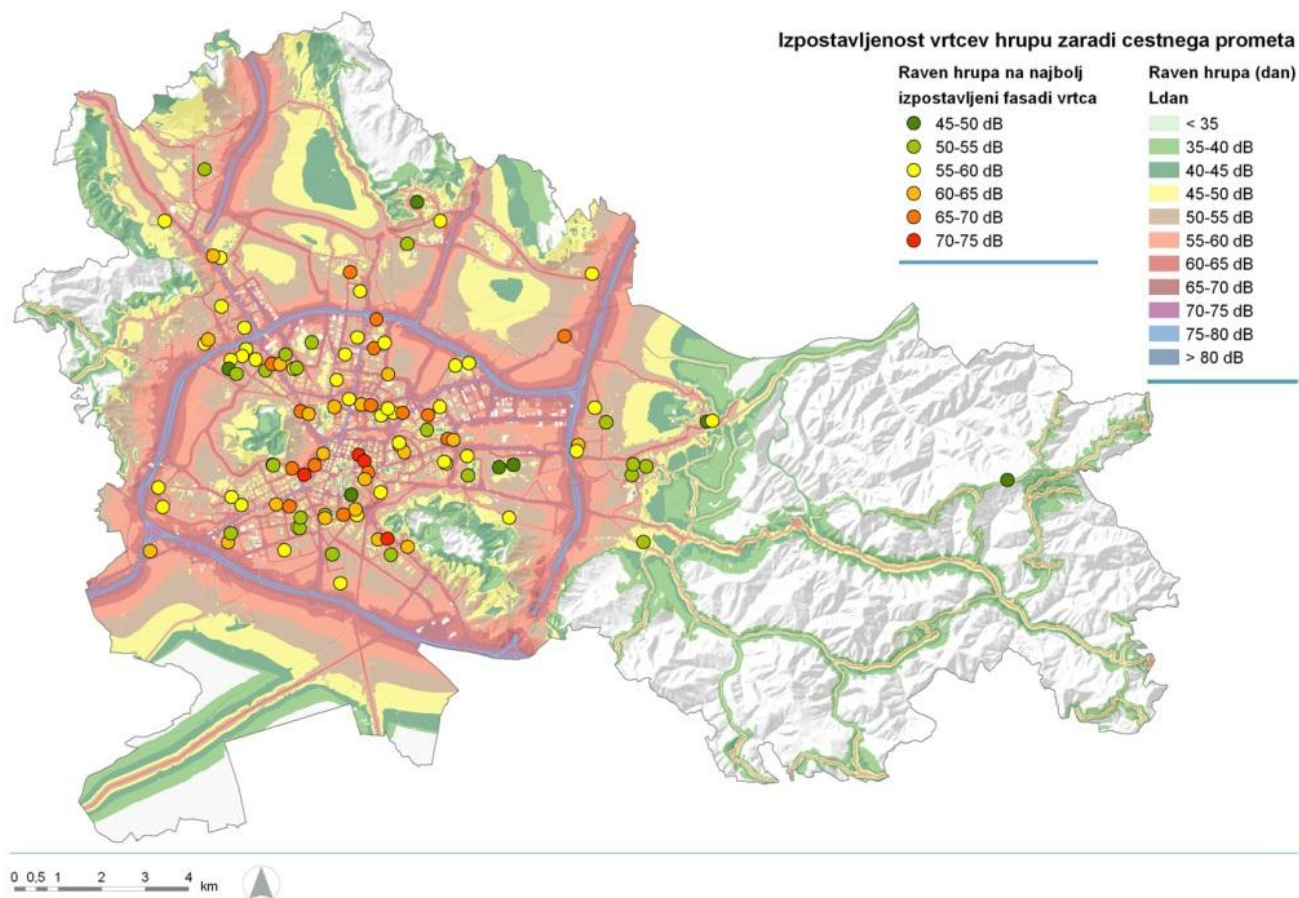 Izpostavljenost vrtcev hrupu zaradi cestnega prometa
Raven hrupa na najbolj
izpostavljeni fasadi vrtca
45-50 dB
50-55 dB
55-60 dB
60-65 dB
65-70 dB
70-75 dB
Raven hrupa (dan)
Ldan
< 35
35-40 dB
40-45 dB
45-50 dB
50-55 dB
55-60 dB
60-65 dB
65-70 dB
70-75 dB
75-80 dB
> 80 dB
0 0,5 1 2 3 4 km